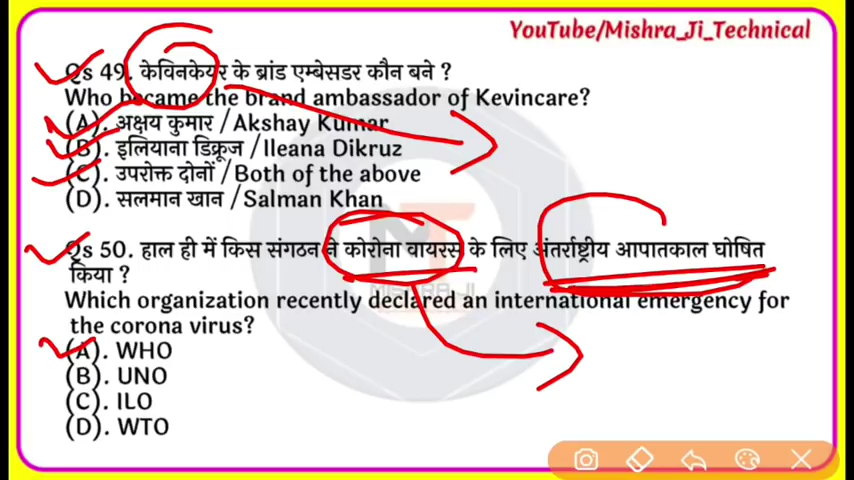 YouTube/Mishra_Ji_Technical
Qs 49. केविनकेयर के ब्रांड एम्बेसडर कौन बने ?
Who became the brand ambassador of Kevincare?
(A). अक्षय कुमार /Akshay Kumar
(B). इलियाना डिक्रूज /Ileana Dikruz
(C). उपरोक्त दोनों /Both of the above
(D). सलमान खान /Salman Khan
Qs 50. हाल ही में किस संगठन ने कोरोना वायरस के लिए अंतर्राष्ट्रीय आपातकाल घोषित
किया ?
MISHRA JI
Which organization recently declared an international emergency for
the corona virus?
(A). WHO
(B). UNO
(C). ILO
(D). WTO